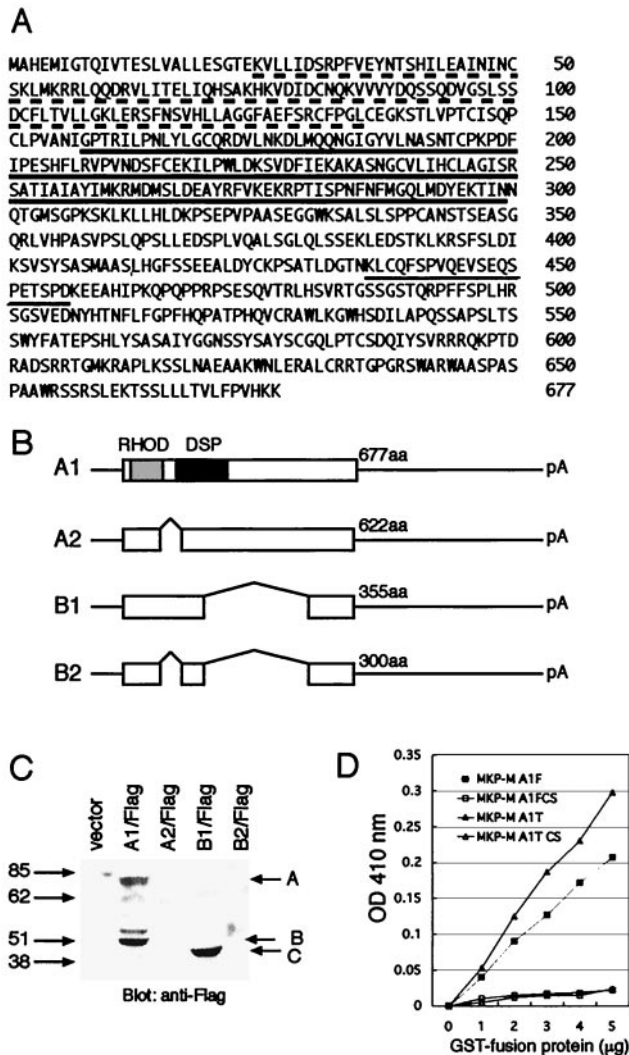 A
MAHEMIGTQIVTESLVALLESGTEKVLLIDSRPFVEYNTSHILEAININC 50
SKLMKRRLQQDRVLITELIQHSAKHKVDIDCNQKVVVYDQSSQDVGSLSS 100
DCFLTVLLGKLERSFNSVHLLAGGFAEFSRCFPGLCEGKSTLVPTCISQP 150
CLPVANIGPTRILPNLYLGCQRDVLNKDLMQQNGIGYVLNASNTCPKPDF 200
IPESHFLRVPVNDSFCEKILPWLDKSVDFIEKAKASNGCVLIHCLAGISR 250
SATIAIAYIMKRMDMSLDEAYRFVKEKRPTISPNFNFMGQLMDYEKTINN 300
QTGMSGPKSKLKLLHLDKPSEPVPAASEGGWKSALSLSPPCANSTSEASG 350
QRLVHPASVPSLQPSLLEDSPLVQALSGLQLSSEKLEDSTKLKRSFSLDI 400
KSVSYSASMAASLHGFSSEEALDYCKPSATLDGTNKLCQFSPVQEVSEQS 450
PETSPDKEEAHIPKQPQPPRPSESQVTRLHSVRTGSSGSTQRPFFSPLHR 500
SGSVEDNYHTNFLFGPFHQPATPHQVCRAWLKGWHSDILAPQSSAPSLTS 550
SWYFATEPSHLYSASAIYGGNSSYSAYSCGQLPTCSDQIYSVRRRQKPTD 600
RADSRRTGMKRAPLKSSLNAEAAKWNLERALCRRTGPGRSWARWAASPAS 650
PAAWRSSRSLEKTSSLLLTVLFPVHKK 677
B
RHOD DSP
A1 677aa pA
A2 622aa pA
B1 355aa pA
B2 300aa pA
C
vector A1/Flag A2/Flag B1/Flag B2/Flag
85 A
62
51 B
38 C
Blot: anti-Flag
D
OD 410 nm
0.35
0.3
0.25
0.2
0.15
0.1
0.05
0
MKP-M A1F
MKP-M A1FCS
MKP-M A1T
MKP-M A1T CS
0 1 2 3 4 5
GST-fusion protein (µg)